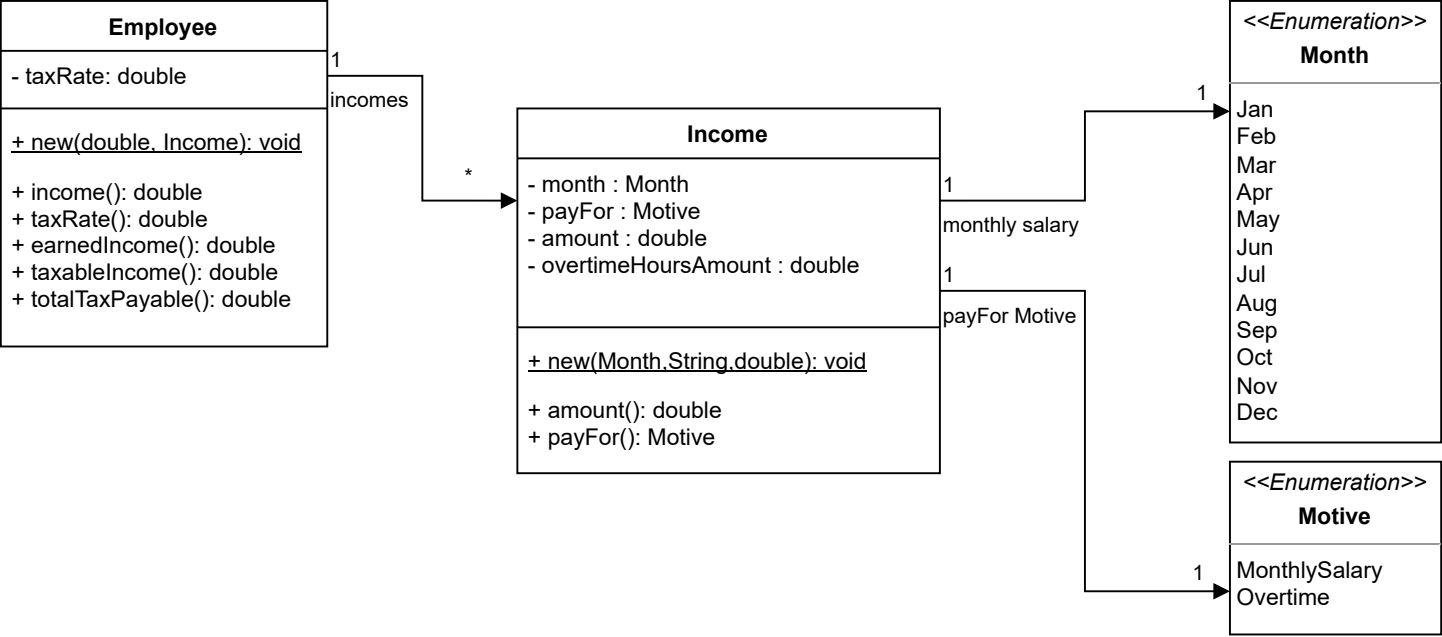 Employee
- taxRate: double
+ new(double, Income): void
+ income(): double
+ taxRate(): double
+ earnedIncome(): double
+ taxableIncome(): double
+ totalTaxPayable(): double
1
incomes
*
Income
- month : Month
- payFor : Motive
- amount : double
- overtimeHoursAmount : double
+ new(Month,String,double): void
+ amount(): double
+ payFor(): Motive
1
monthly salary
1
1
payFor Motive
1
<<Enumeration>>
Month
Jan
Feb
Mar
Apr
May
Jun
Jul
Aug
Sep
Oct
Nov
Dec
<<Enumeration>>
Motive
MonthlySalary
Overtime